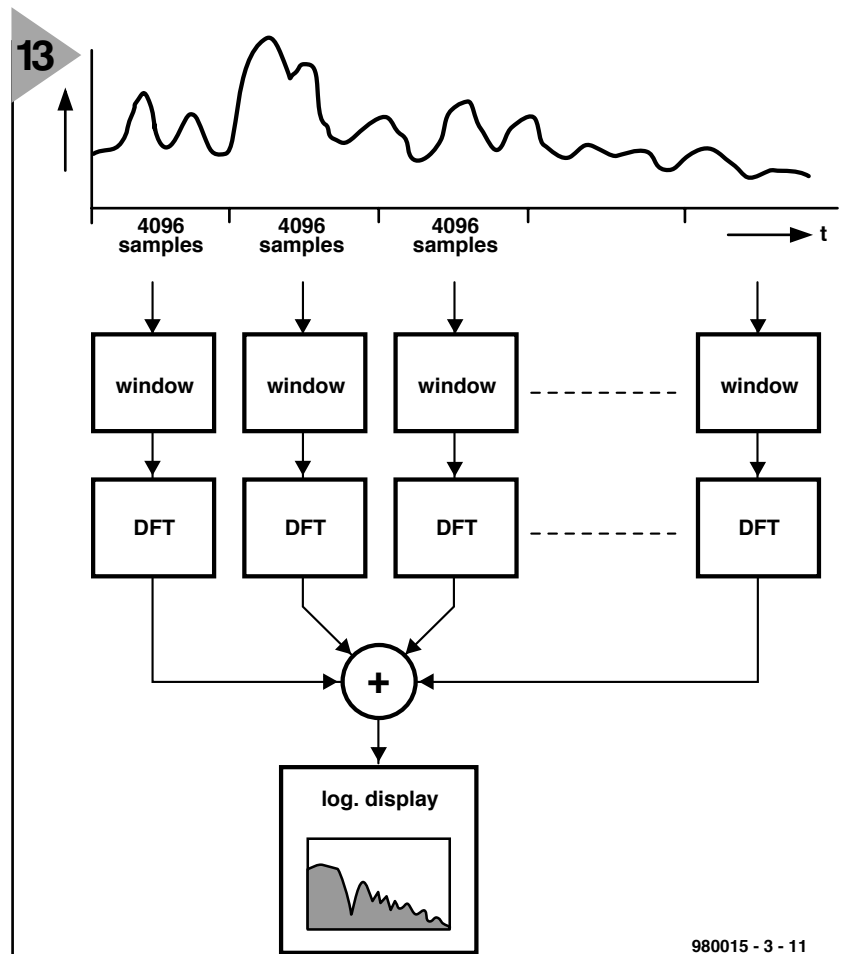 13
4096 4096 4096
samples samples samples
t
window window window window
DFT DFT DFT DFT
+
log. display
980015 - 3 - 11